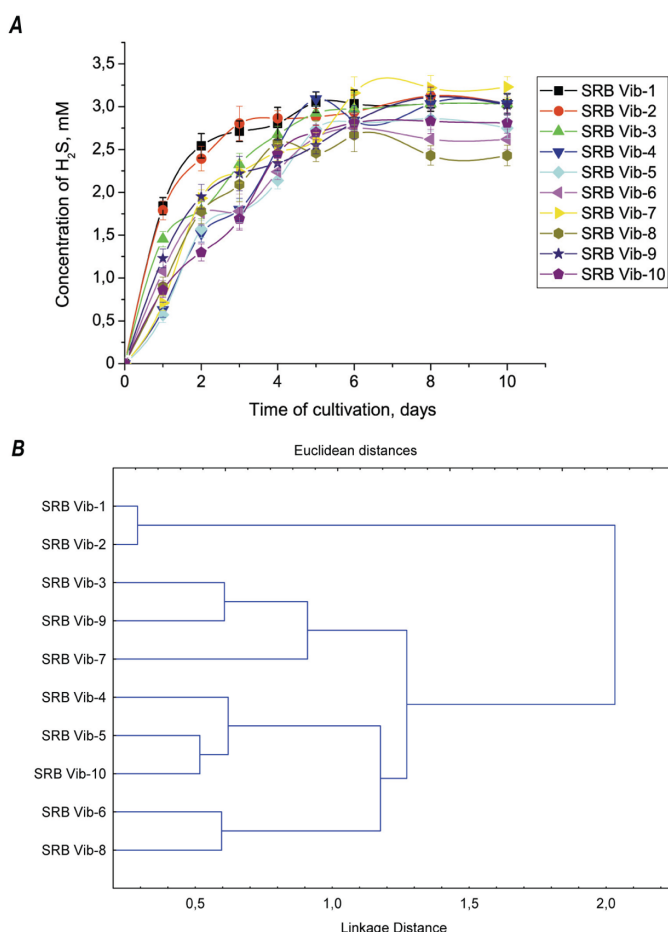 A
3,5
3,0
2,5
2,0
1,5
1,0
0,5
0
Concentration of H₂S, mM
0
2
4
6
8
10
Time of cultivation, days
SRB Vib-1
SRB Vib-2
SRB Vib-3
SRB Vib-4
SRB Vib-5
SRB Vib-6
SRB Vib-7
SRB Vib-8
SRB Vib-9
SRB Vib-10
B
Euclidean distances
SRB Vib-1
SRB Vib-2
SRB Vib-3
SRB Vib-9
SRB Vib-7
SRB Vib-4
SRB Vib-5
SRB Vib-10
SRB Vib-6
SRB Vib-8
0,5
1,0
1,5
2,0
Linkage Distance